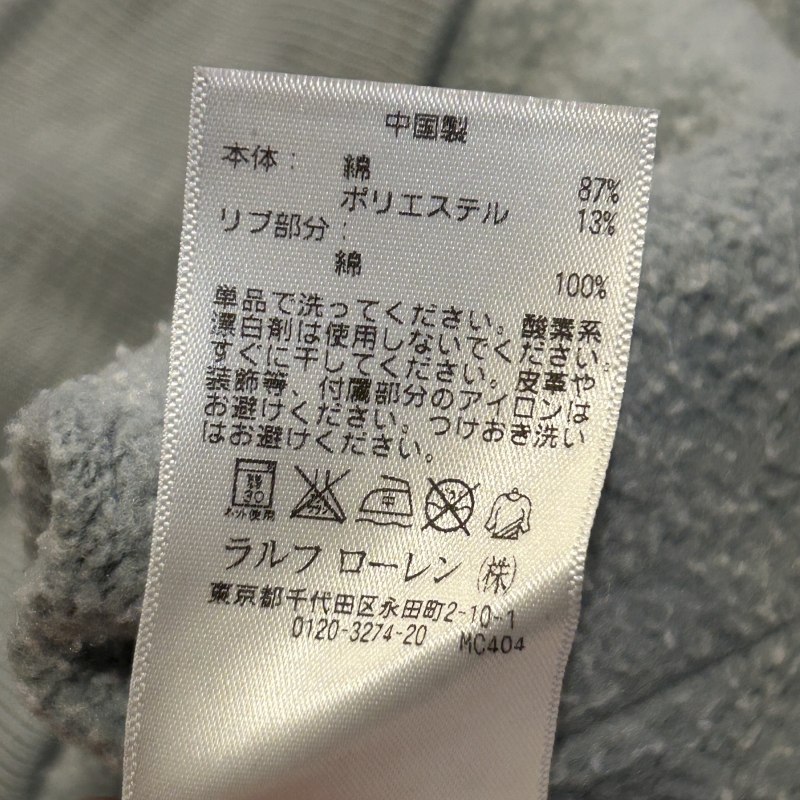 中国製
本体: 綿 87%
ポリエステル 13%
リブ部分:
綿 100%
単品で洗ってください。酸素系
漂白剤は使用しないでください。
すぐに干してください。皮革や
装飾等、付属部分のアイロンは
お避けください。つけおき洗い
はお避けください。
30 中
ネット使用
ラルフ ローレン(株)
東京都千代田区永田町2-10-1
0120-3274-20 MC404